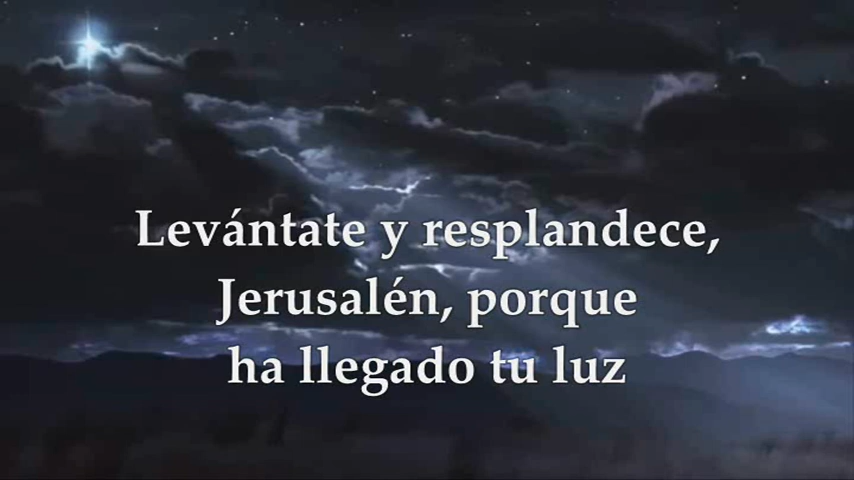 Levántate y resplandece,
Jerusalén, porque
ha llegado tu luz